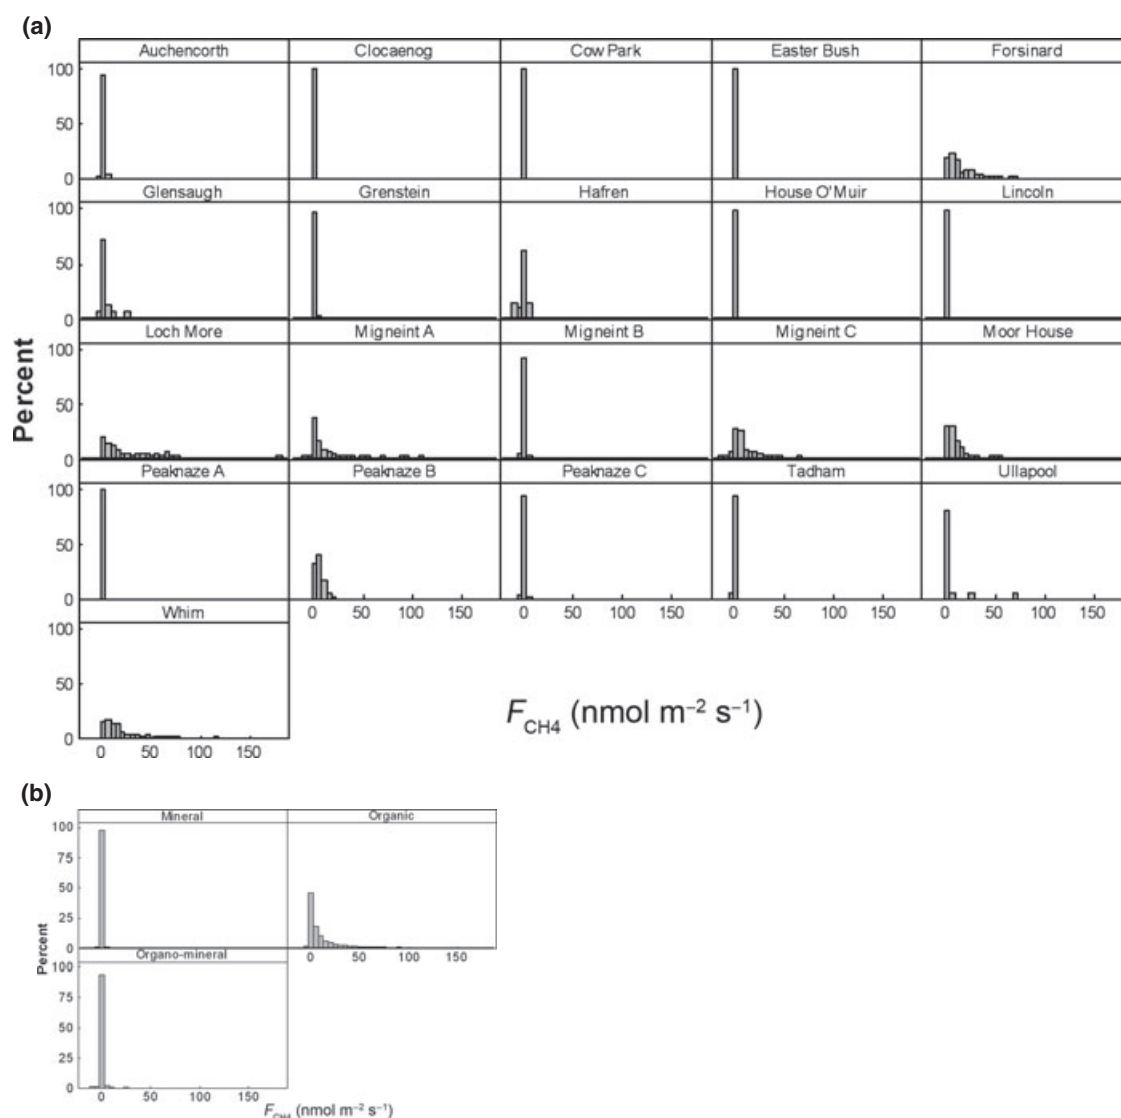 (a)
Auchencorth Clocaenog Cow Park Easter Bush Forsinard
100
50
0
Glensaugh Grenstein Hafren House O'Muir Lincoln
100
50
0
Loch More Migneint A Migneint B Migneint C Moor House
100
50
0
Peaknaze A Peaknaze B Peaknaze C Tadham Ullapool
100
50
0
0 50 100 150 0 50 100 150 0 50 100 150 0 50 100 150
Whim
100
50
0
0 50 100 150
Percent
F_CH4 (nmol m⁻² s⁻¹)
(b)
Mineral Organic
100
75
50
25
0
0 50 100 150
Organo-mineral
100
75
50
25
0
0 50 100 150
Percent
F_CH4 (nmol m⁻² s⁻¹)